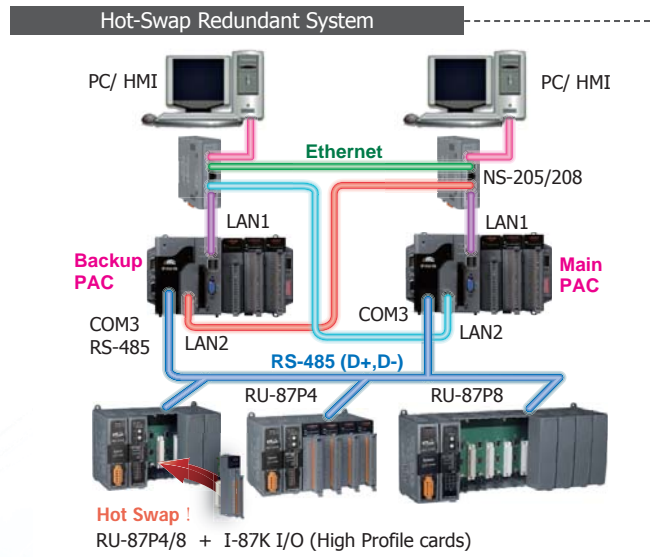 Hot-Swap Redundant System
PC/ HMI
PC/ HMI
Ethernet
NS-205/208
LAN1
LAN1
Backup
PAC
Main
PAC
COM3
RS-485
LAN2
COM3
LAN2
RS-485 (D+,D-)
RU-87P4
RU-87P8
Hot Swap !
RU-87P4/8 + I-87K I/O (High Profile cards)